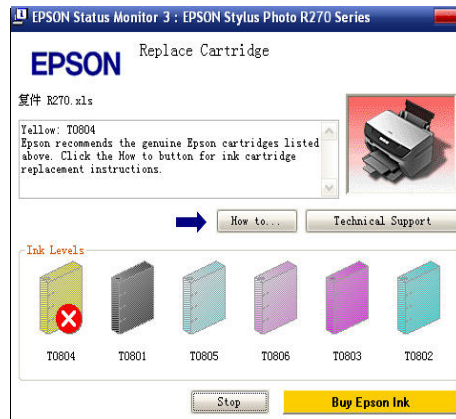 EPSON Status Monitor 3 : EPSON Stylus Photo R270 Series
EPSON
Replace Cartridge
复件 R270.xls
Yellow: T0804
Epson recommends the genuine Epson cartridges listed
above. Click the How to button for ink cartridge
replacement instructions.
How to...
Technical Support
Ink Levels
T0804 T0801 T0805 T0806 T0803 T0802
Stop
Buy Epson Ink